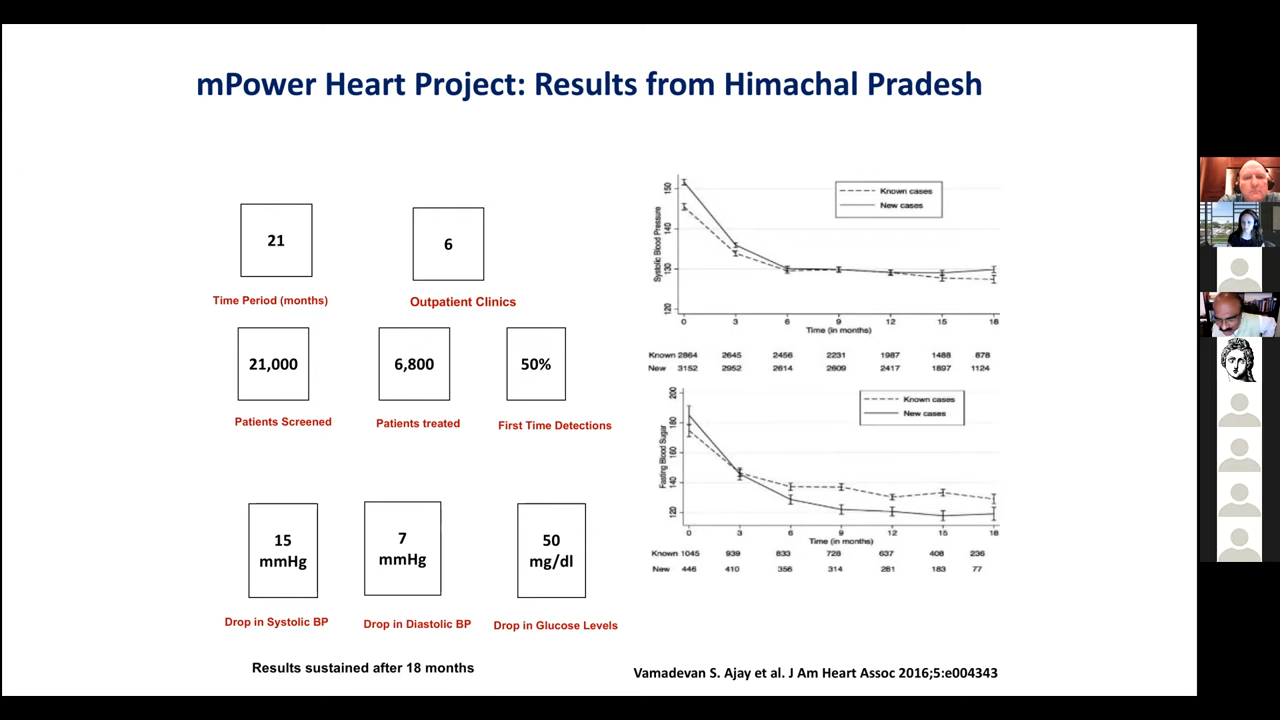 mPower Heart Project: Results from Himachal Pradesh
21
Time Period (months)
6
Outpatient Clinics
21,000
Patients Screened
6,800
Patients treated
50%
First Time Detections
15
mmHg
Drop in Systolic BP
7
mmHg
Drop in Diastolic BP
50
mg/dl
Drop in Glucose Levels
Results sustained after 18 months
Known cases
New cases
Systolic Blood Pressure
150
140
130
120
0 3 6 9 12 15 18
Time (in months)
Known 2864 2645 2456 2231 1987 1488 878
New 3152 2952 2614 2609 2417 1897 1124
Known cases
New cases
Fasting Blood Sugar
200
180
160
140
120
0 3 6 9 12 15 18
Time (in months)
Known 1045 939 833 728 637 408 236
New 446 410 356 314 281 183 77
Vamadevan S. Ajay et al. J Am Heart Assoc 2016;5:e004343